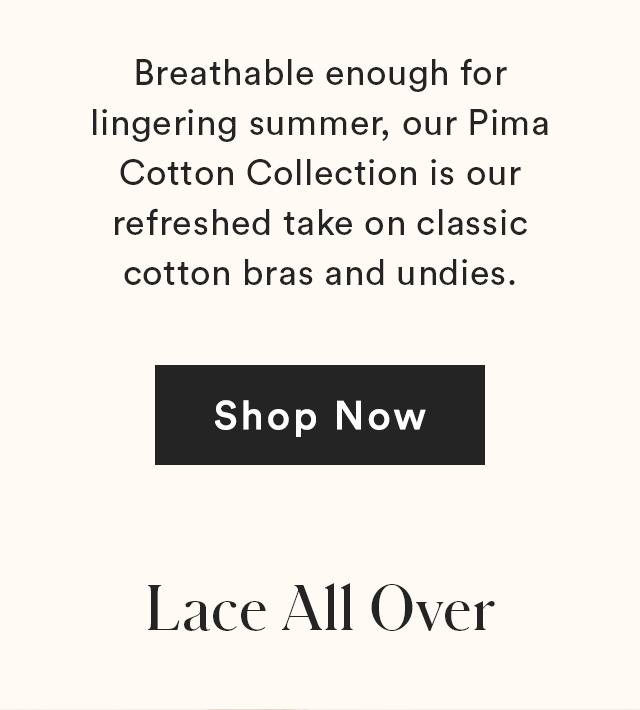 Breathable enough for
lingering summer, our Pima
Cotton Collection is our
refreshed take on classic
cotton bras and undies.
Shop Now
Lace All Over